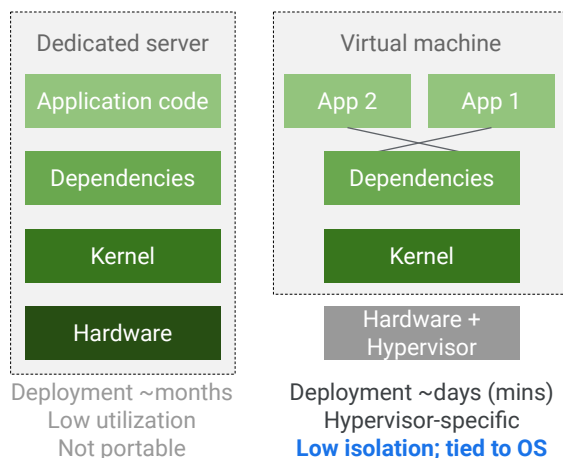 Dedicated server
Application code
Dependencies
Kernel
Hardware
Deployment ~months
Low utilization
Not portable
Virtual machine
App 2
App 1
Dependencies
Kernel
Hardware +
Hypervisor
Deployment ~days (mins)
Hypervisor-specific
Low isolation; tied to OS